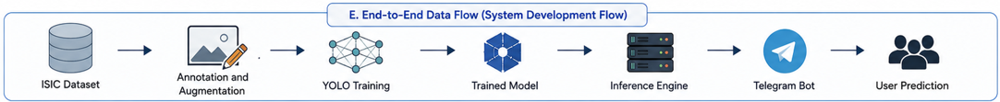 E. End-to-End Data Flow (System Development Flow)
ISIC Dataset
Annotation and
Augmentation
YOLO Training
Trained Model
Inference Engine
Telegram Bot
User Prediction